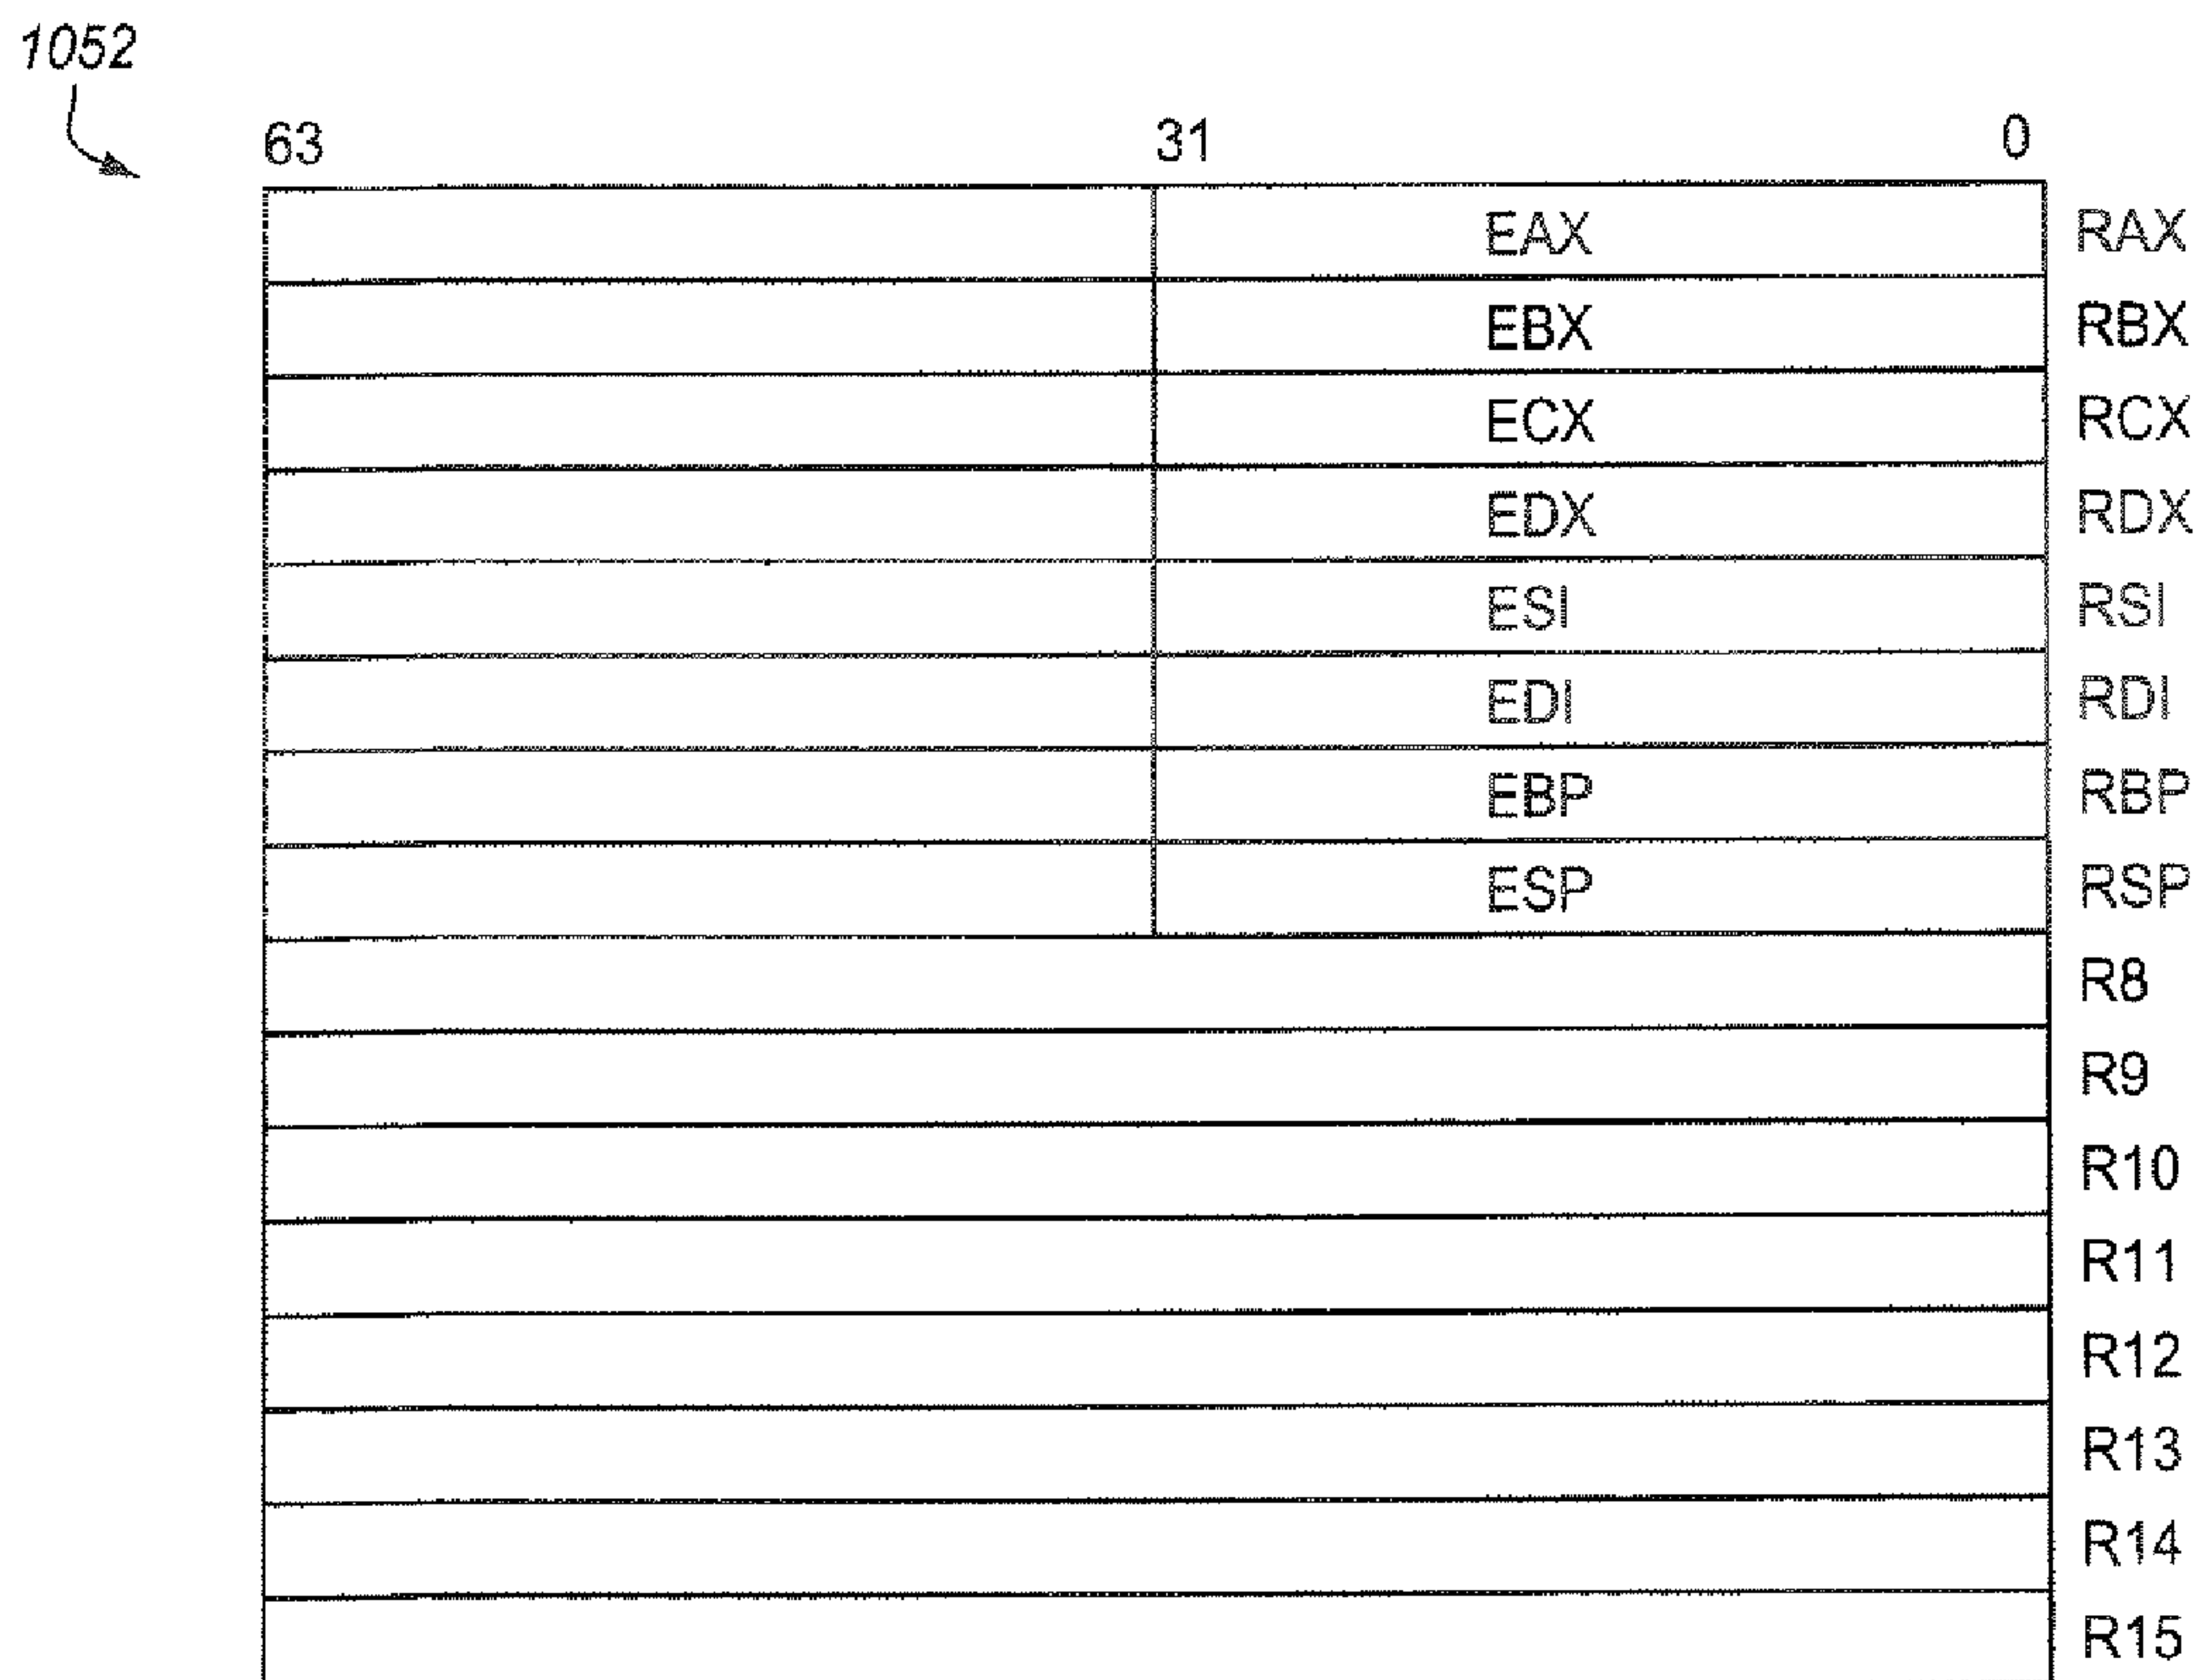 1052
63 31 0
EAX RAX
EBX RBX
ECX RCX
EDX RDX
ESI RSI
EDI RDI
EBP RBP
ESP RSP
R8
R9
R10
R11
R12
R13
R14
R15